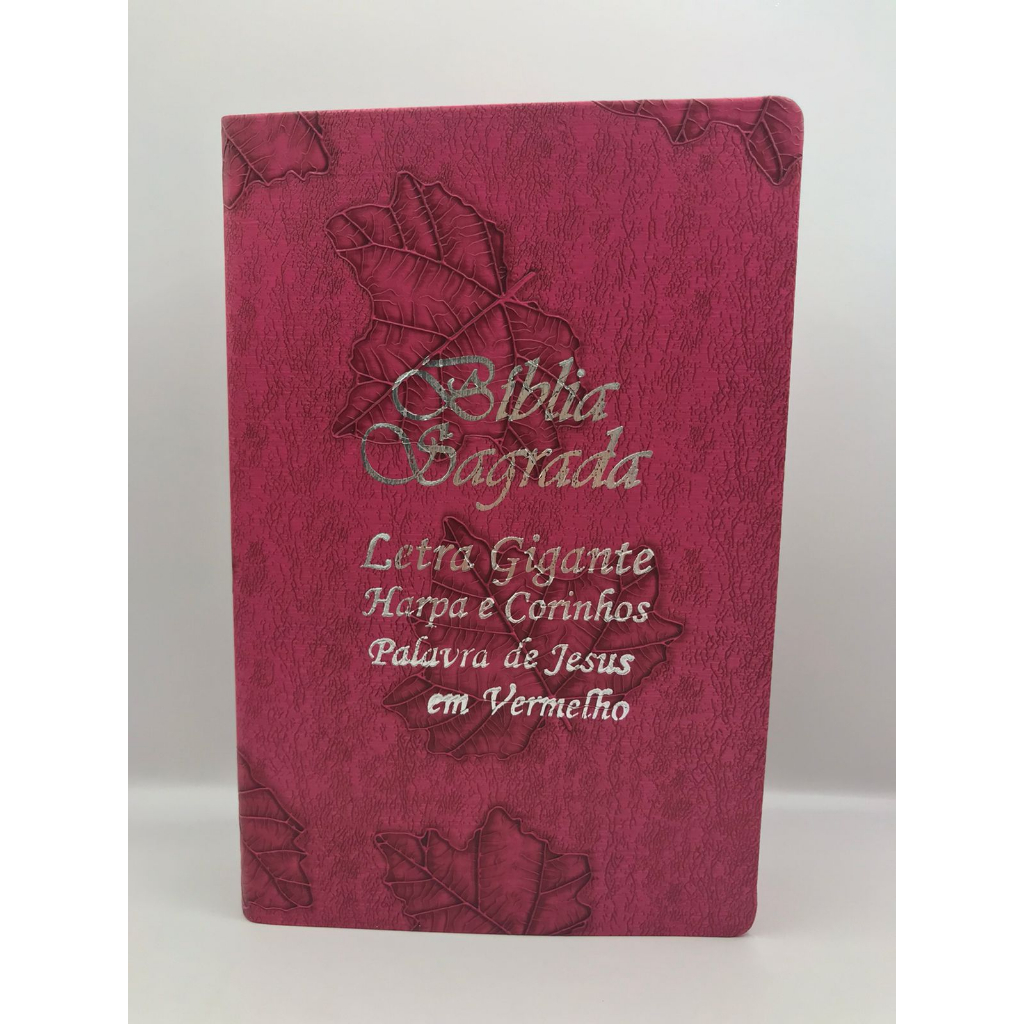 Bíblia
Sagrada
Letra Gigante
Harpa e Corinhos
Palavra de Jesus
em Vermelho